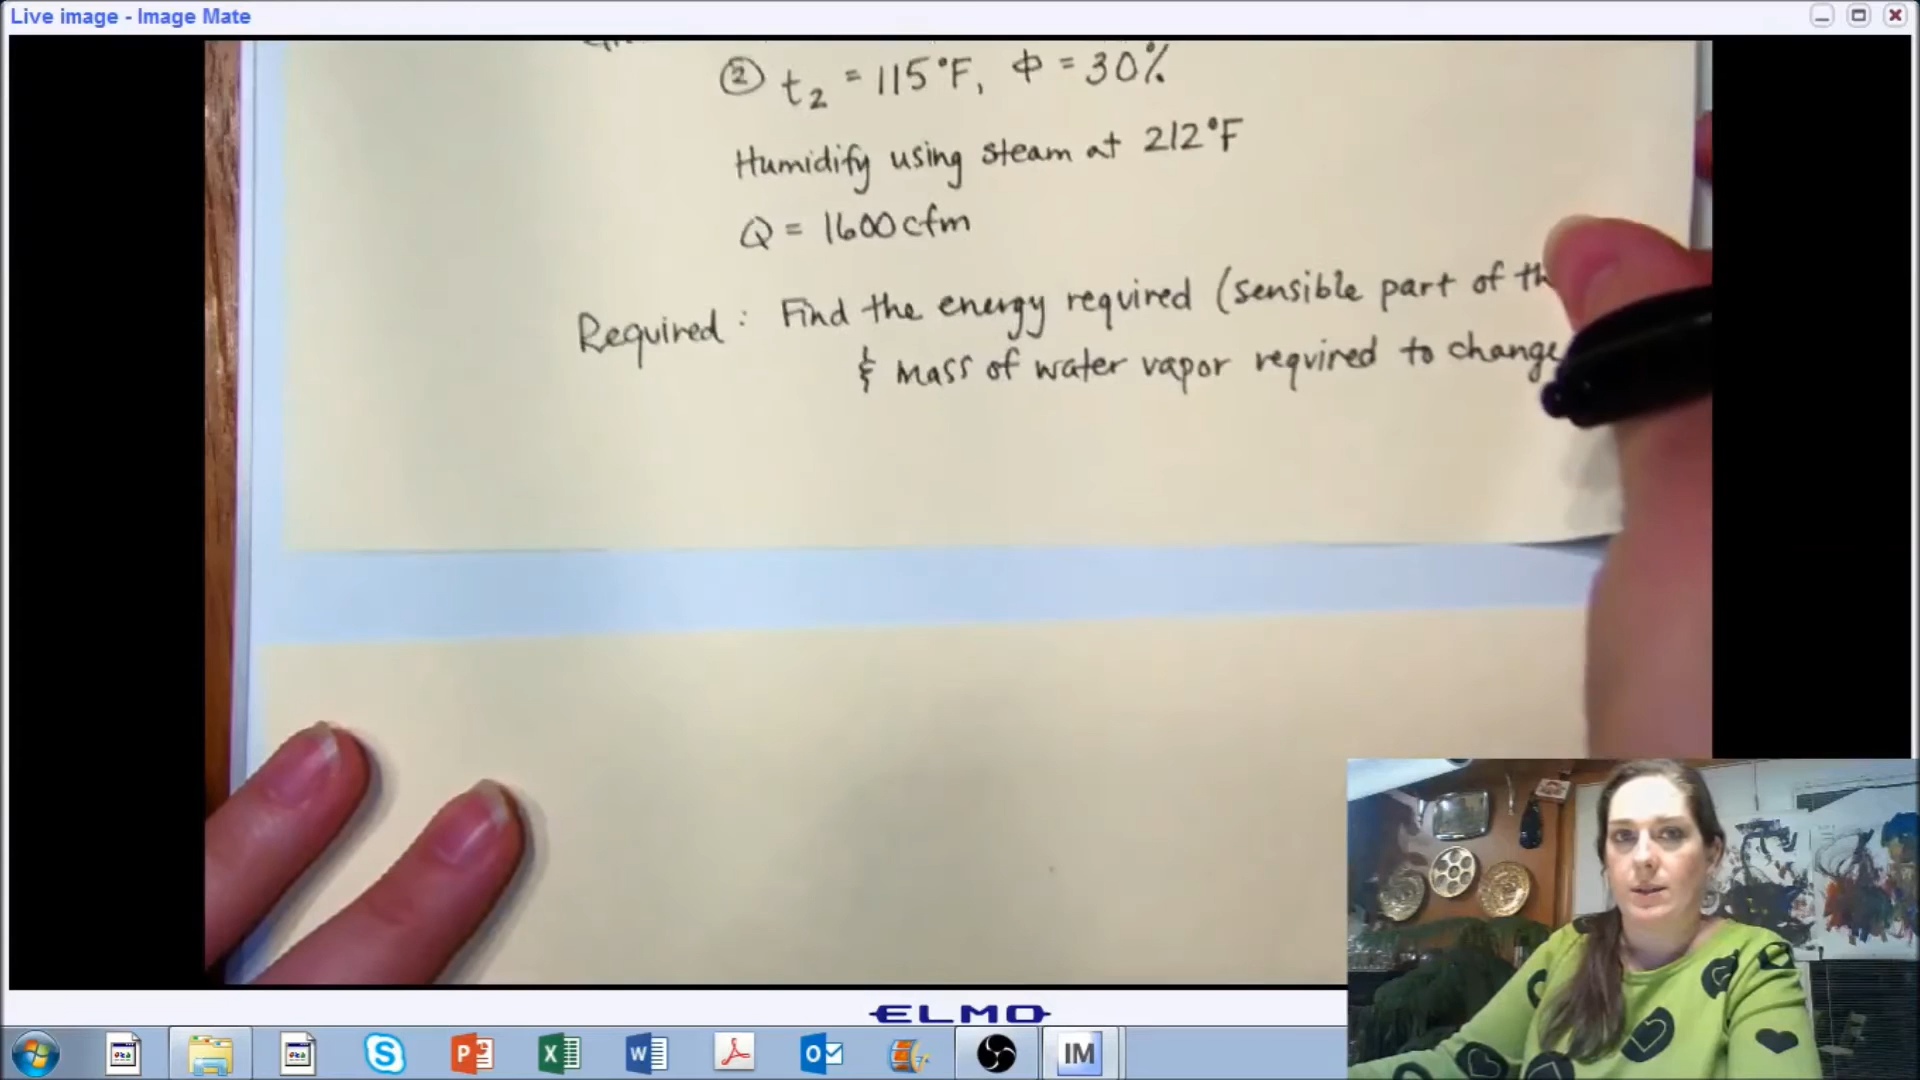 Live image - Image Mate
② t₂ = 115°F, Φ = 30%
Humidify using steam at 212°F
Q = 1600 cfm
Required: Find the energy required (sensible part of
& mass of water vapor required to change
ELMO
IM